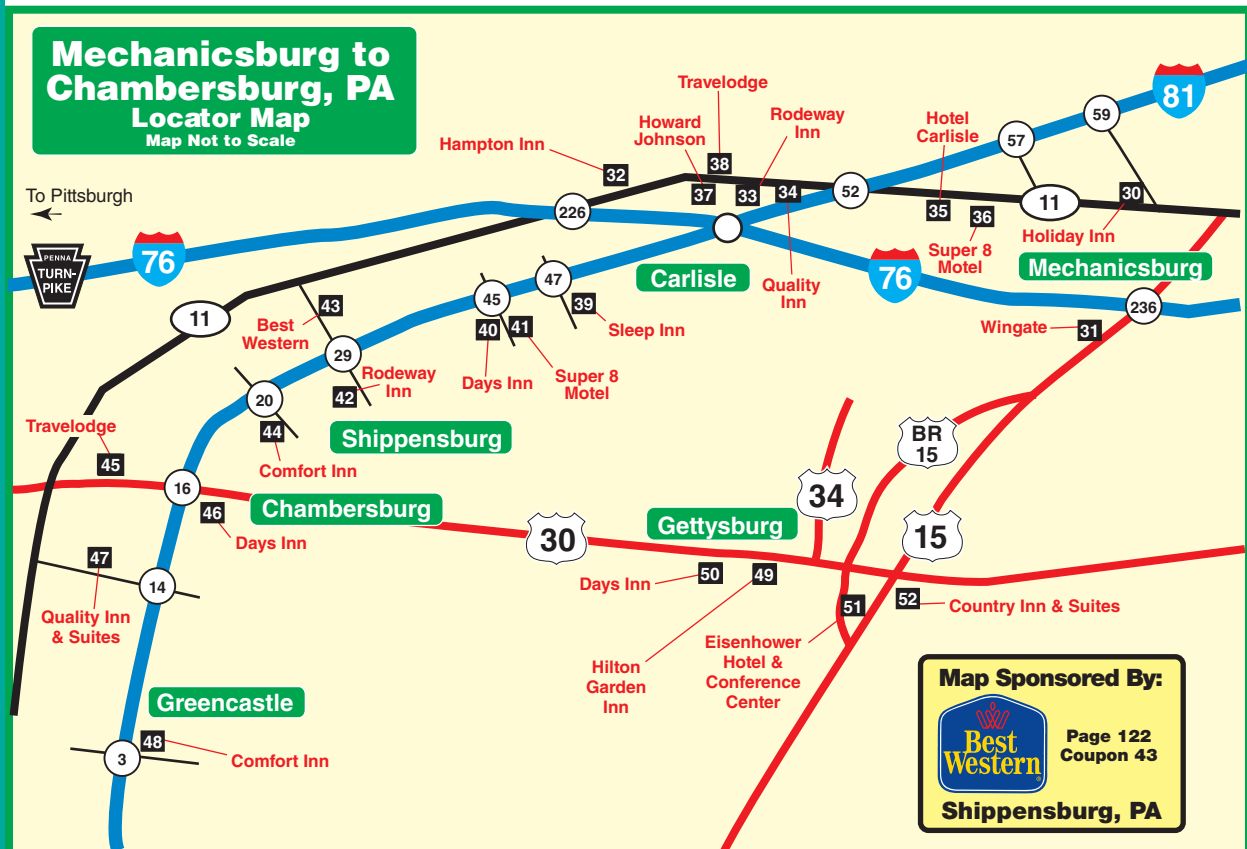 Mechanicsburg to
Chambersburg, PA
Locator Map
Map Not to Scale
81
59
57
Travelodge
38
Howard
Johnson
37
Rodeway
Inn
33
Hotel
Carlisle
35
Hampton Inn
32
34
Quality
Inn
52
36
Super 8
Motel
11
30
Holiday Inn
To Pittsburgh
PENNA
TURN-
PIKE
76
226
Carlisle
76
Mechanicsburg
236
Wingate
31
47
39
Sleep Inn
45
40
Days Inn
41
Super 8
Motel
11
43
Best
Western
29
Rodeway
Inn
42
20
44
Comfort Inn
Shippensburg
Travelodge
45
16
46
Days Inn
Chambersburg
30
Gettysburg
34
BR
15
15
47
Quality Inn
& Suites
14
Days Inn
50
49
Hilton
Garden
Inn
51
Eisenhower
Hotel &
Conference
Center
52
Country Inn & Suites
Greencastle
48
Comfort Inn
3
Map Sponsored By:
Best
Western
®
Page 122
Coupon 43
Shippensburg, PA